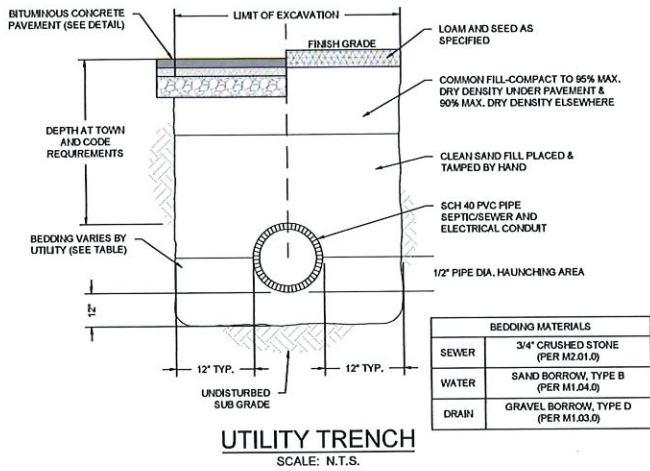 BITUMINOUS CONCRETE
PAVEMENT (SEE DETAIL)
LIMIT OF EXCAVATION
FINISH GRADE
LOAM AND SEED AS
SPECIFIED
COMMON FILL-COMPACT TO 95% MAX.
DRY DENSITY UNDER PAVEMENT &
90% MAX. DRY DENSITY ELSEWHERE
DEPTH AT TOWN
AND CODE
REQUIREMENTS
CLEAN SAND FILL PLACED &
TAMPED BY HAND
SCH 40 PVC PIPE
SEPTIC/SEWER AND
ELECTRICAL CONDUIT
BEDDING VARIES BY
UTILITY (SEE TABLE)
1/2" PIPE DIA. HAUNCHING AREA
12"
12" TYP.
12" TYP.
UNDISTURBED
SUB GRADE
BEDDING MATERIALS
SEWER
3/4" CRUSHED STONE
(PER M2.01.0)
WATER
SAND BORROW, TYPE B
(PER M1.04.0)
DRAIN
GRAVEL BORROW, TYPE D
(PER M1.03.0)
UTILITY TRENCH
SCALE: N.T.S.